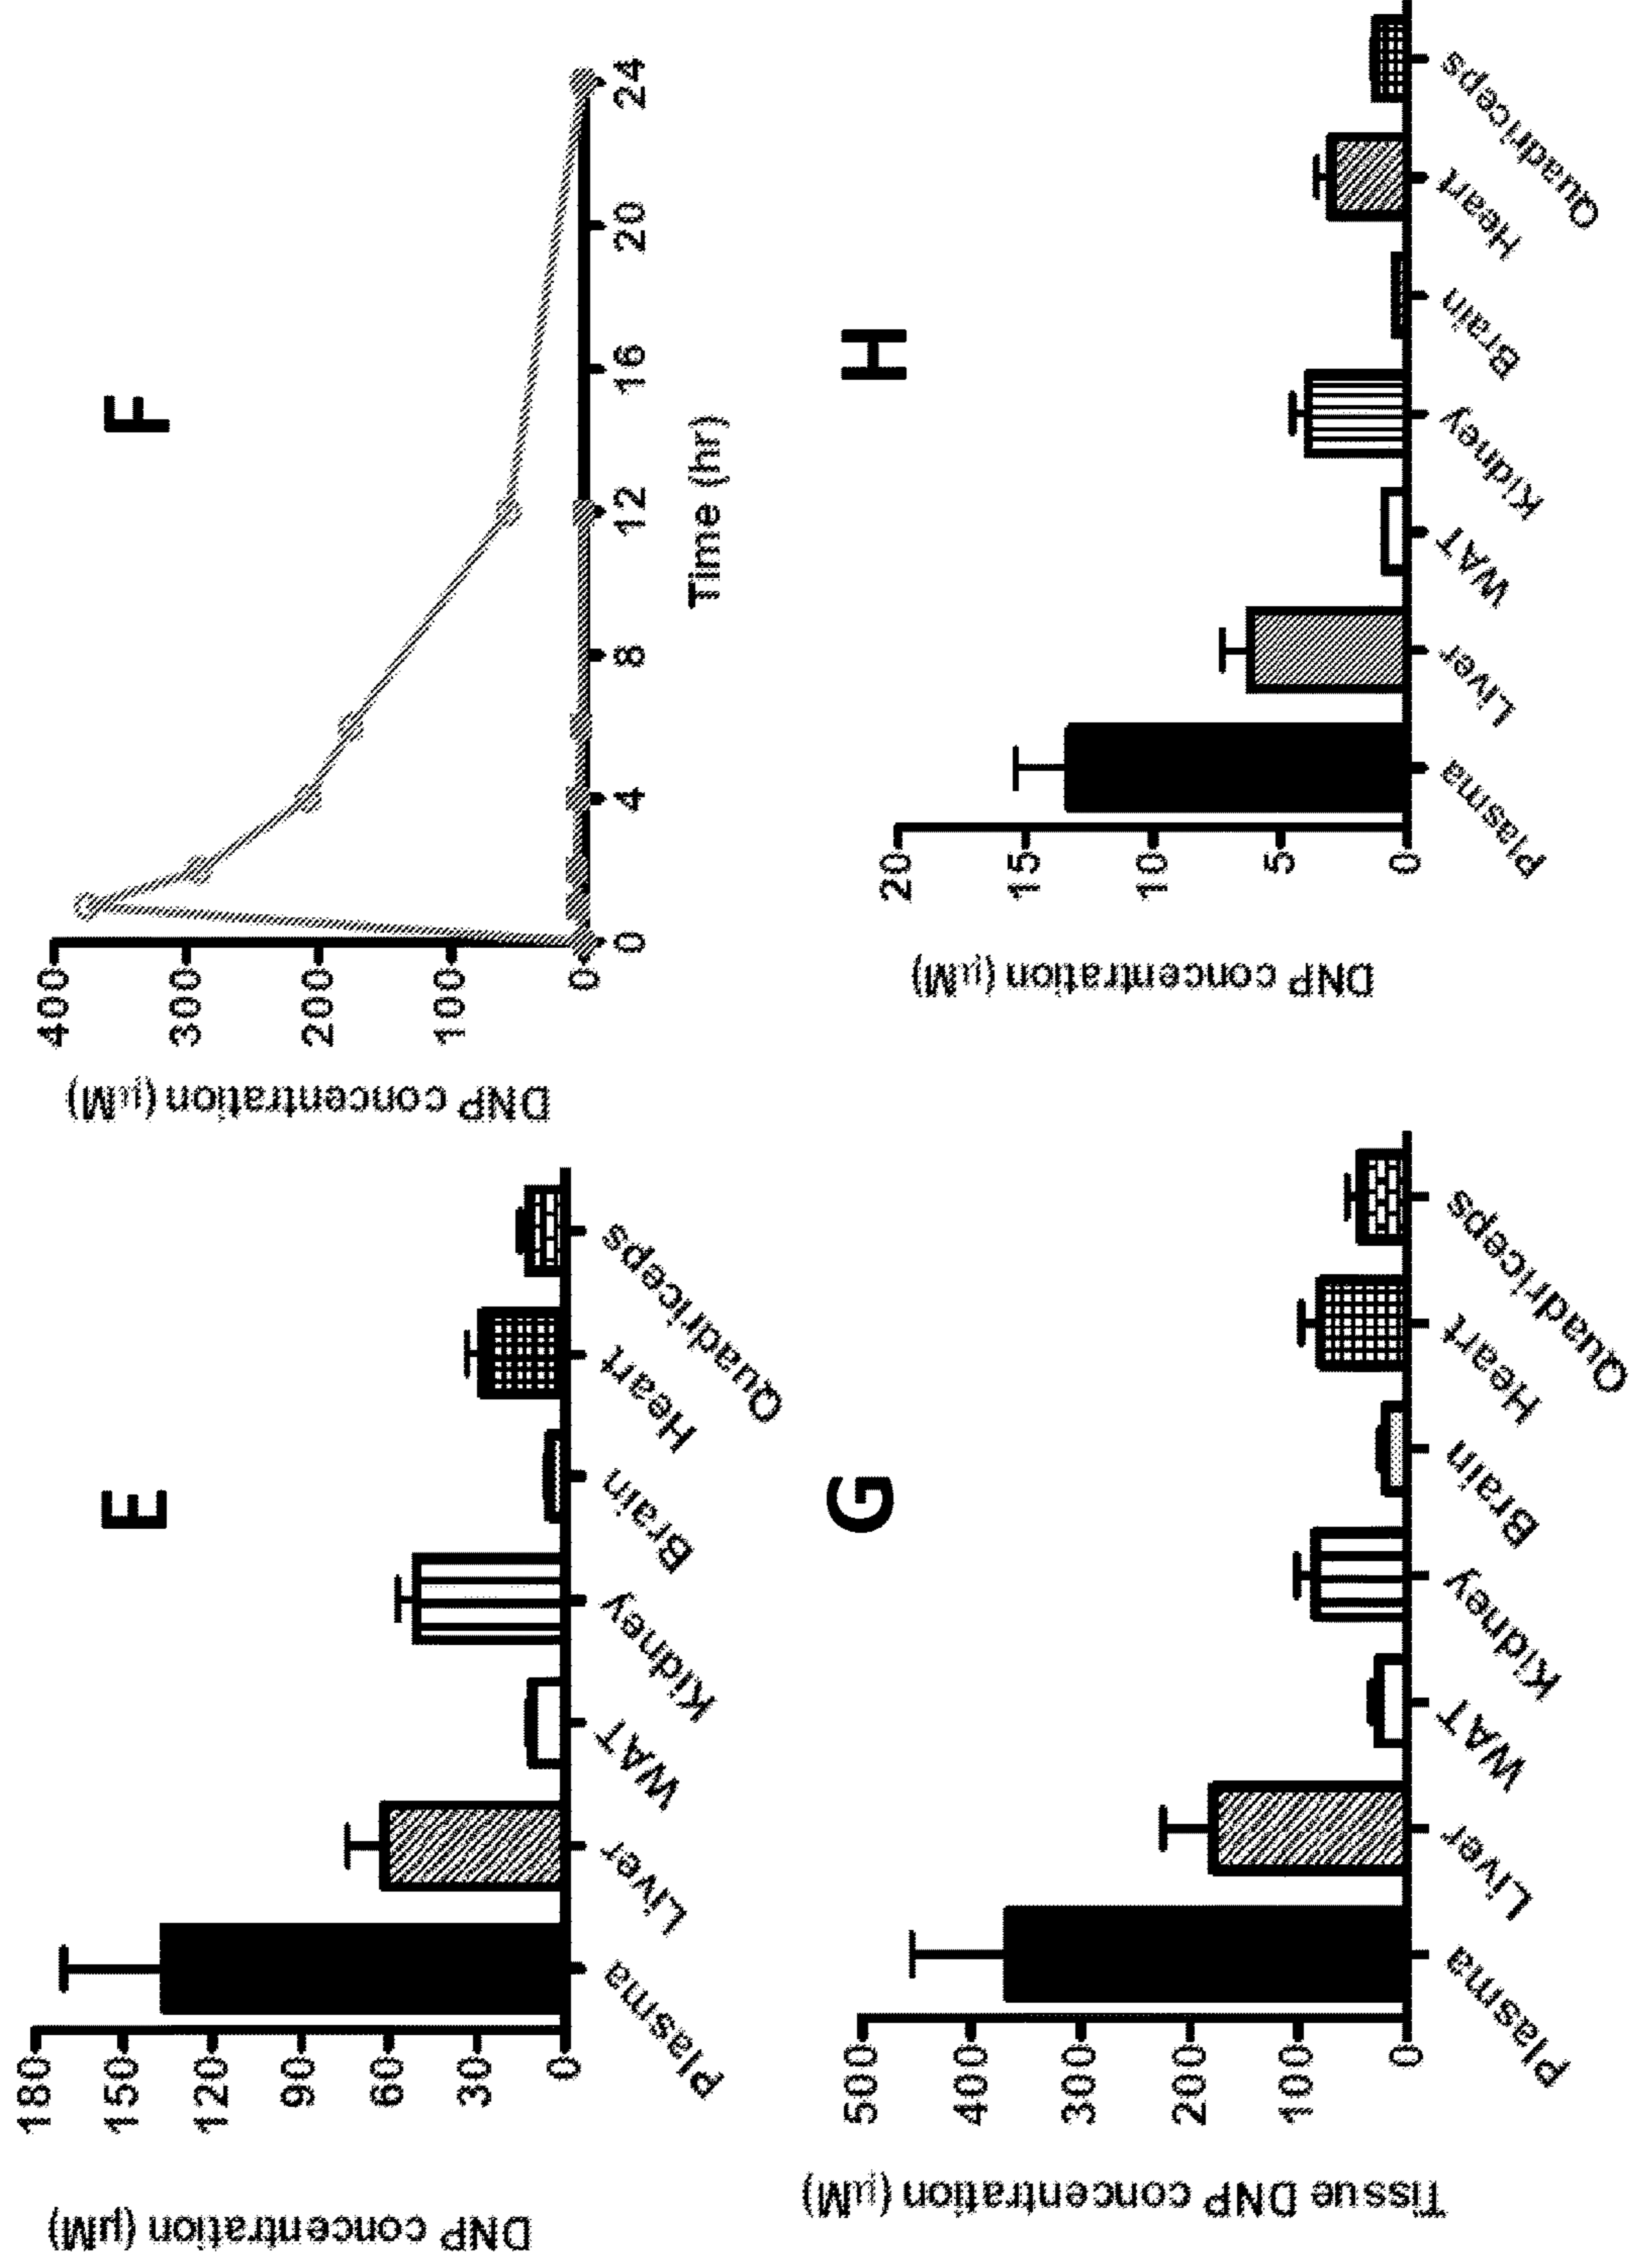 E
DNP concentration (µM)
180
150
120
90
60
30
0
Plasma
Liver
WAT
Kidney
Brain
Heart
Quadriceps
F
DNP concentration (µM)
400
300
200
100
0
0
4
8
12
16
20
24
Time (hr)
G
Tissue DNP concentration (µM)
500
400
300
200
100
0
Plasma
Liver
WAT
Kidney
Brain
Heart
Quadriceps
H
DNP concentration (µM)
20
15
10
5
0
Plasma
Liver
WAT
Kidney
Brain
Heart
Quadriceps